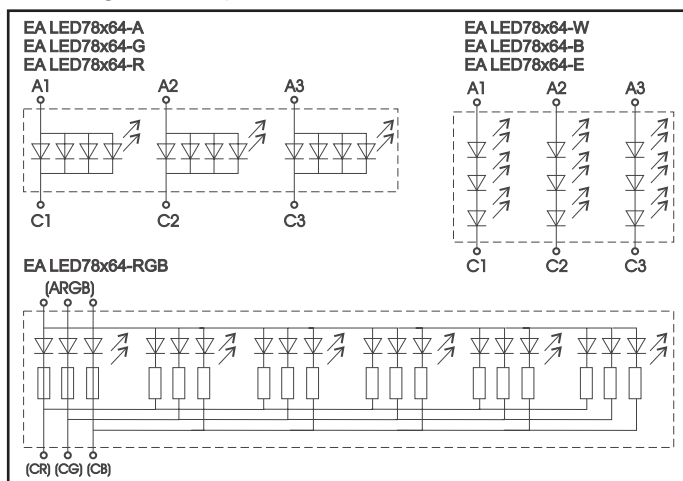 EA LED78x64-A
EA LED78x64-G
EA LED78x64-R
A1 A2 A3
C1 C2 C3
EA LED78x64-W
EA LED78x64-B
EA LED78x64-E
A1 A2 A3
C1 C2 C3
EA LED78x64-RGB
(ARGB)
(CR) (CG) (CB)